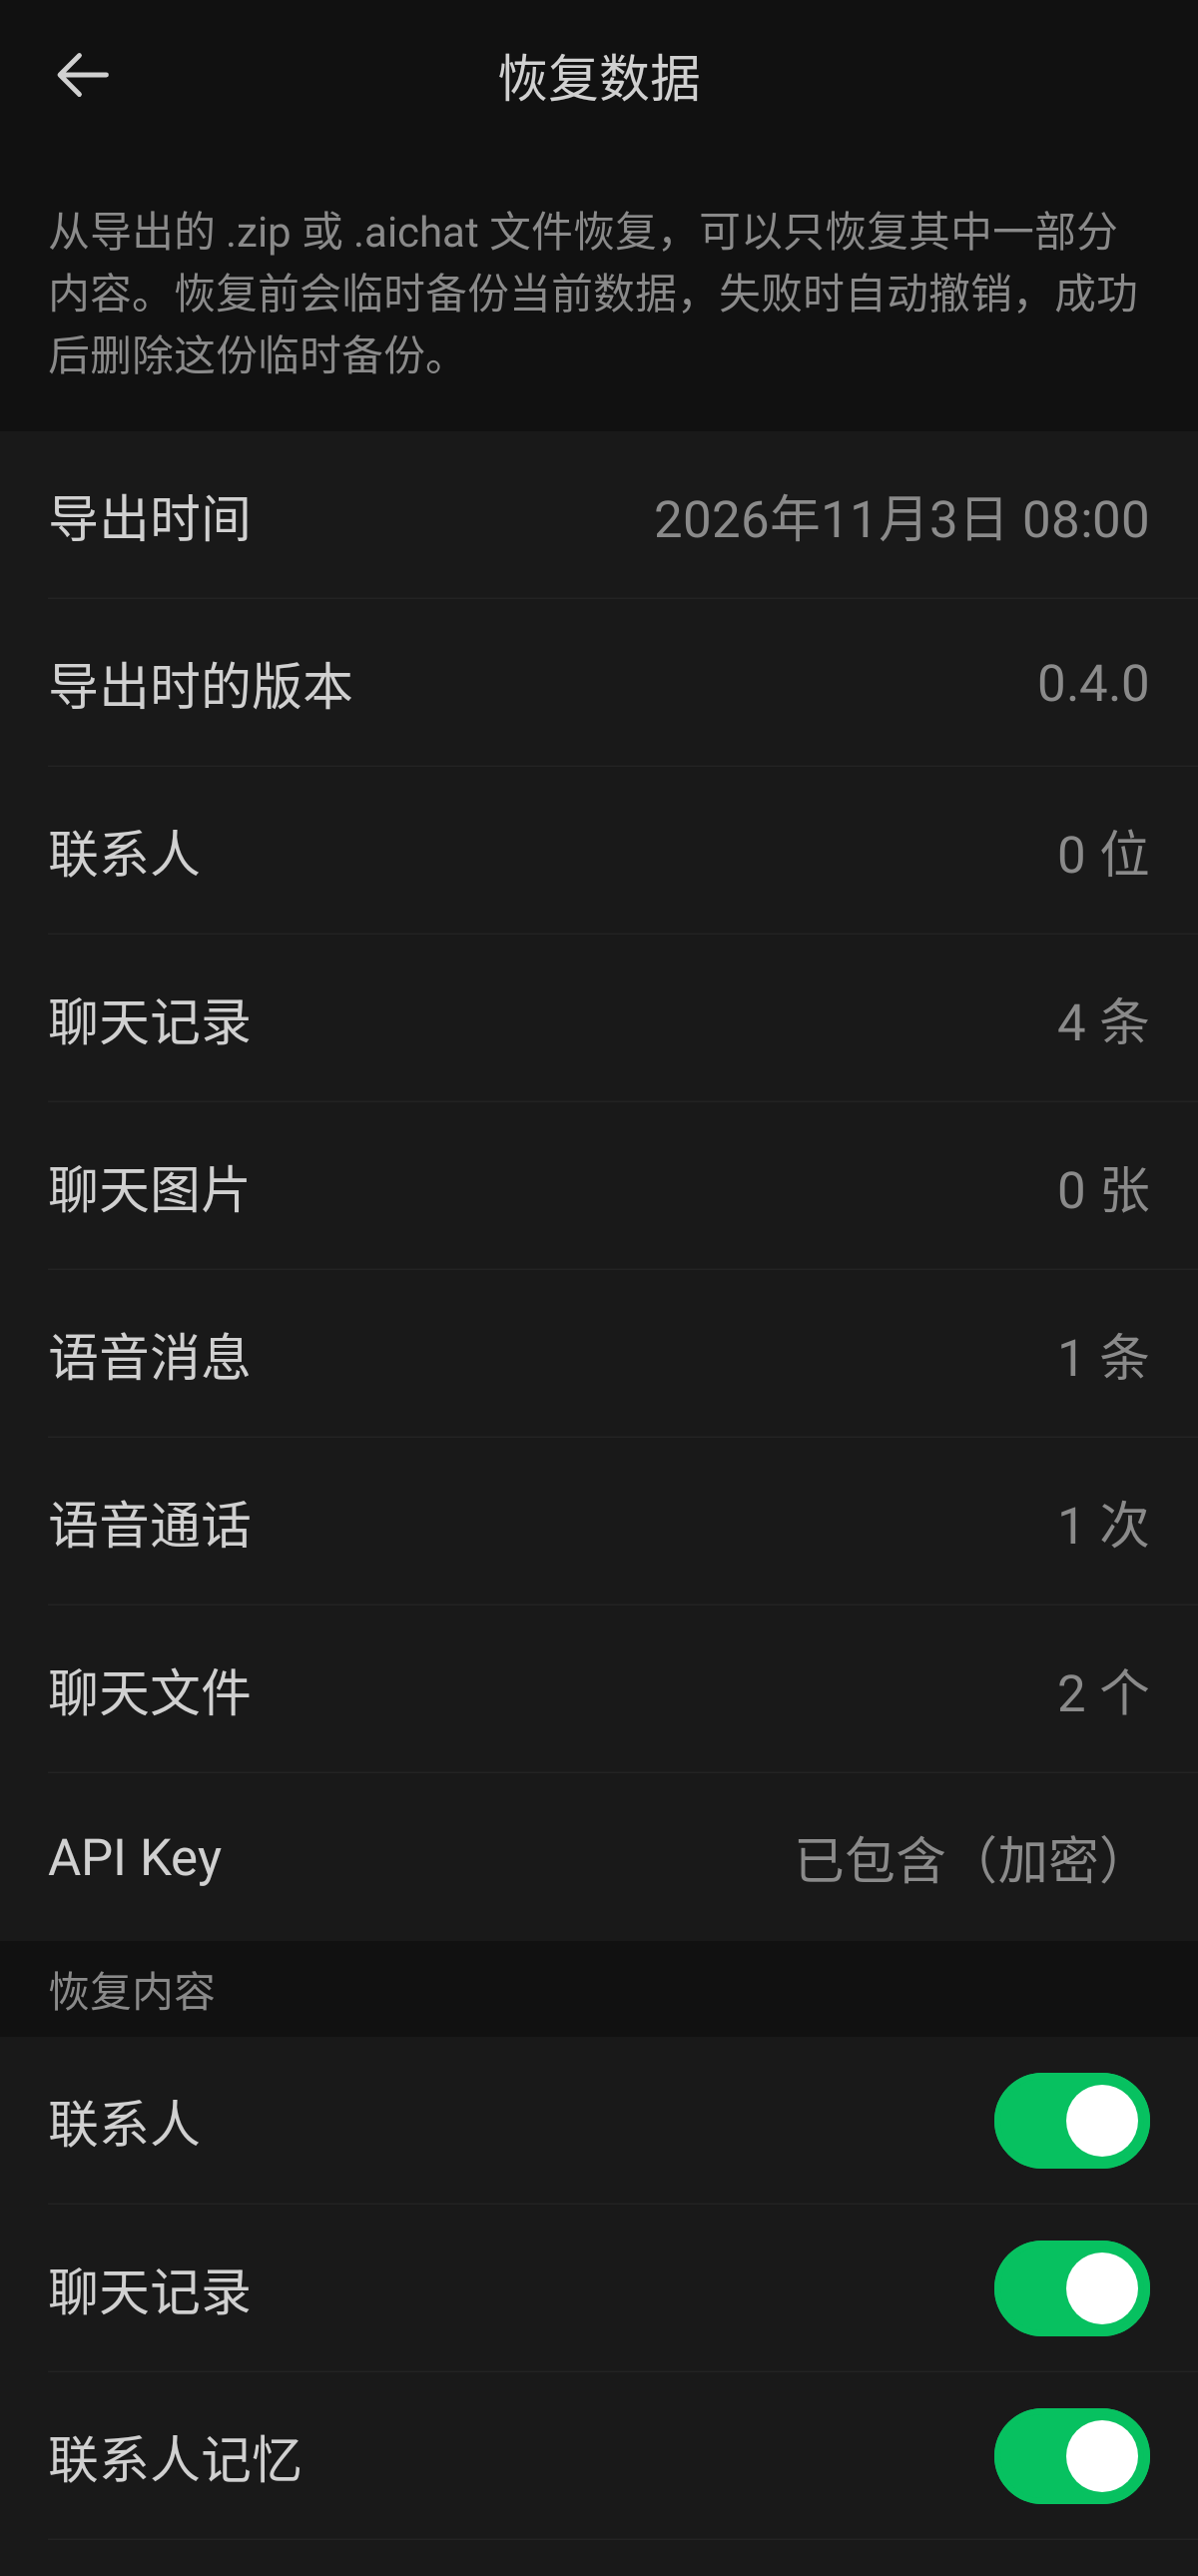 恢复数据
从导出的 .zip 或 .aichat 文件恢复，可以只恢复其中一部分
内容。恢复前会临时备份当前数据，失败时自动撤销，成功
后删除这份临时备份。
导出时间 2026年11月3日 08:00
导出时的版本 0.4.0
联系人 0 位
聊天记录 4 条
聊天图片 0 张
语音消息 1 条
语音通话 1 次
聊天文件 2 个
API Key 已包含（加密）
恢复内容
联系人
聊天记录
联系人记忆